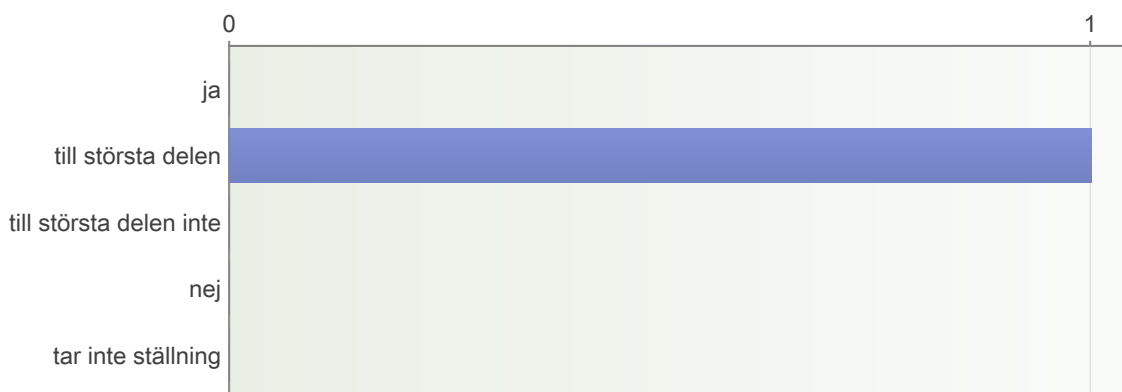 0 1
ja
till största delen
till största delen inte
nej
tar inte ställning